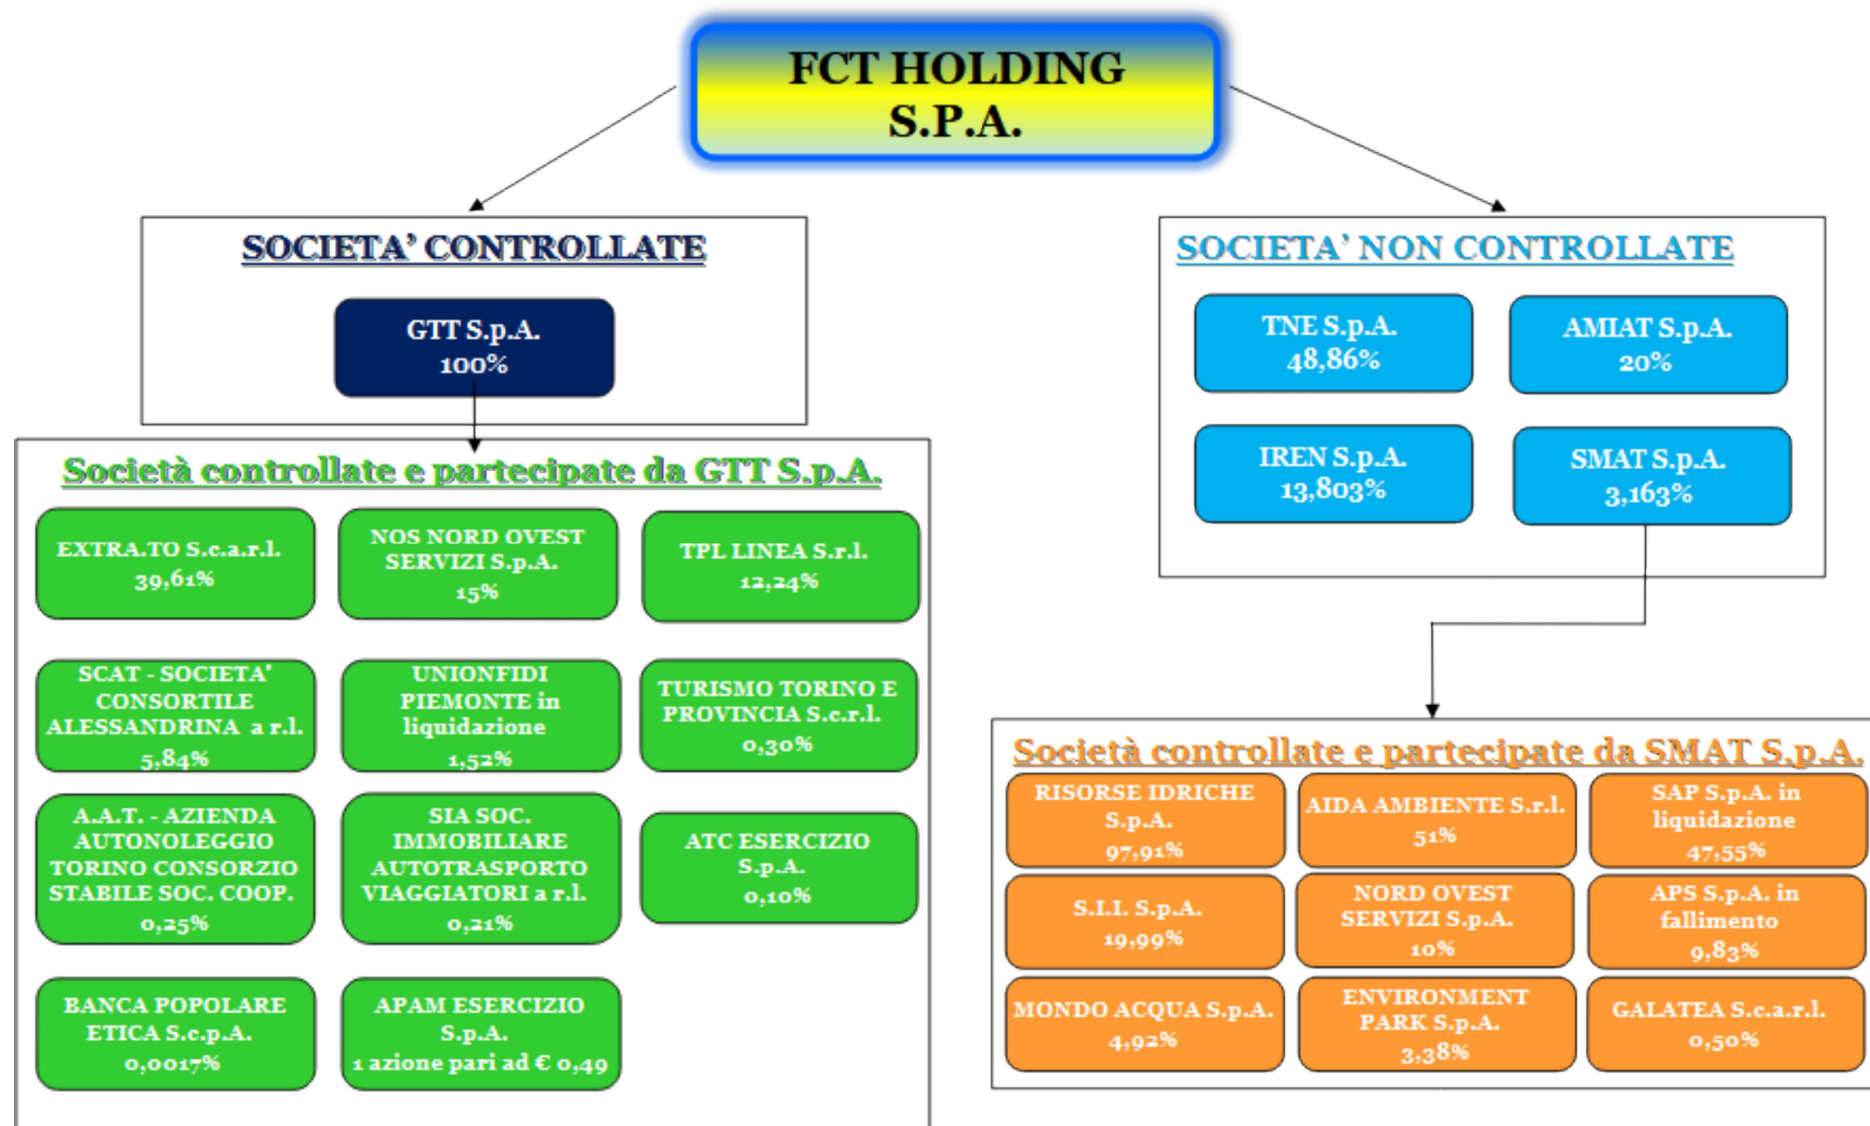 FCT HOLDING
S.P.A.
SOCIETA’ CONTROLLATE
GTT S.p.A.
100%
Società controllate e partecipate da GTT S.p.A.
EXTRA.TO S.c.a.r.l.
39,61%
NOS NORD OVEST
SERVIZI S.p.A.
15%
TPL LINEA S.r.l.
12,24%
SCAT - SOCIETA’
CONSORTILE
ALESSANDRINA a r.l.
5,84%
UNIONFIDI
PIEMONTE in
liquidazione
1,52%
TURISMO TORINO E
PROVINCIA S.c.r.l.
0,30%
A.A.T. - AZIENDA
AUTONOLEGGIO
TORINO CONSORZIO
STABILE SOC. COOP.
0,25%
SIA SOC.
IMMOBILIARE
AUTOTRASPORTO
VIAGGIATORI a r.l.
0,21%
ATC ESERCIZIO
S.p.A.
0,10%
BANCA POPOLARE
ETICA S.c.p.A.
0,0017%
APAM ESERCIZIO
S.p.A.
1 azione pari ad € 0,49
SOCIETA’ NON CONTROLLATE
TNE S.p.A.
48,86%
AMIAT S.p.A.
20%
IREN S.p.A.
13,803%
SMAT S.p.A.
3,163%
Società controllate e partecipate da SMAT S.p.A.
RISORSE IDRICHE
S.p.A.
97,91%
AIDA AMBIENTE S.r.l.
51%
SAP S.p.A. in
liquidazione
47,55%
S.I.I. S.p.A.
19,99%
NORD OVEST
SERVIZI S.p.A.
10%
APS S.p.A. in
fallimento
9,83%
MONDO ACQUA S.p.A.
4,92%
ENVIRONMENT
PARK S.p.A.
3,38%
GALATEA S.c.a.r.l.
0,50%